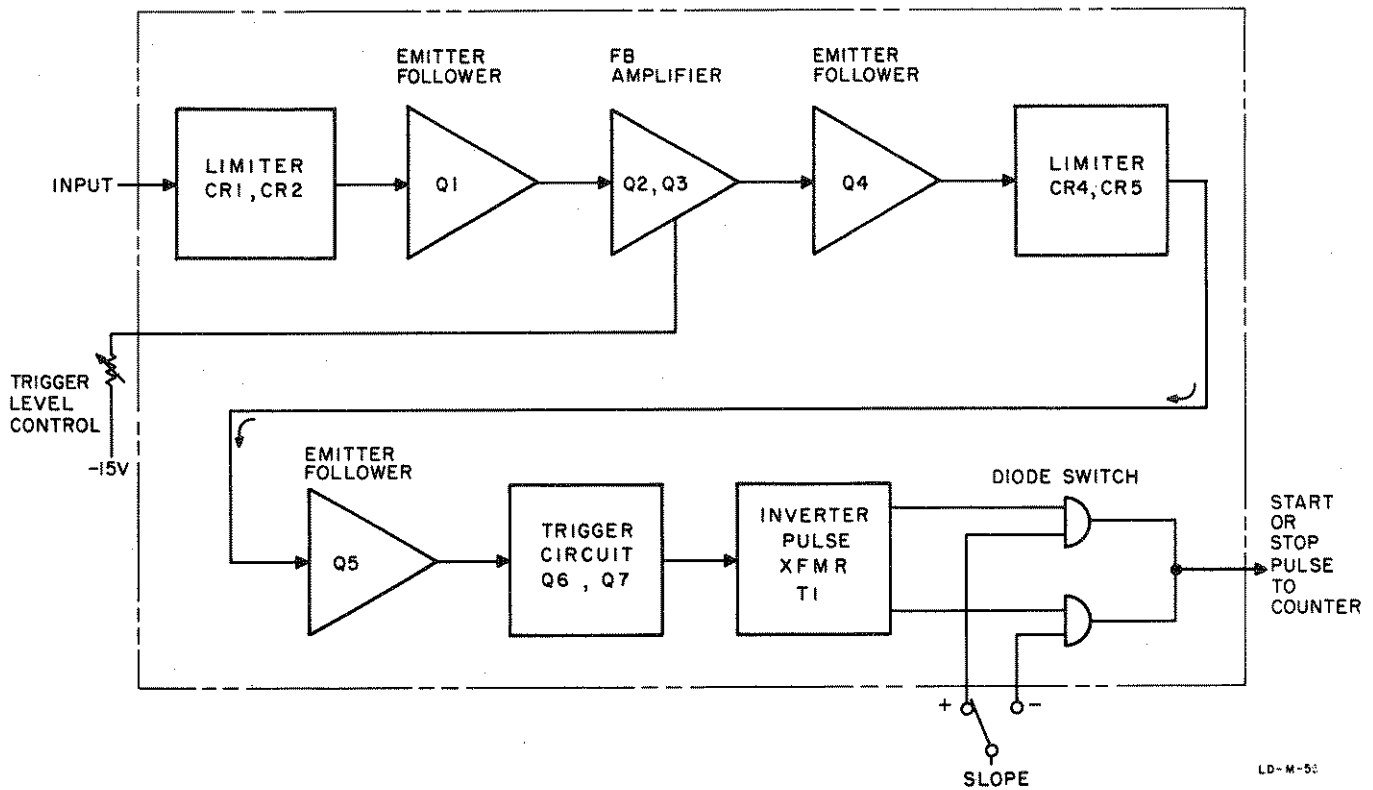 EMITTER
FOLLOWER
FB
AMPLIFIER
EMITTER
FOLLOWER
INPUT
LIMITER
CR1, CR2
Q1
Q2, Q3
Q4
LIMITER
CR4, CR5
TRIGGER
LEVEL
CONTROL
-15V
EMITTER
FOLLOWER
Q5
TRIGGER
CIRCUIT
Q6 , Q7
INVERTER
PULSE
XFMR
T1
DIODE SWITCH
START
OR
STOP
PULSE
TO
COUNTER
+
-
SLOPE